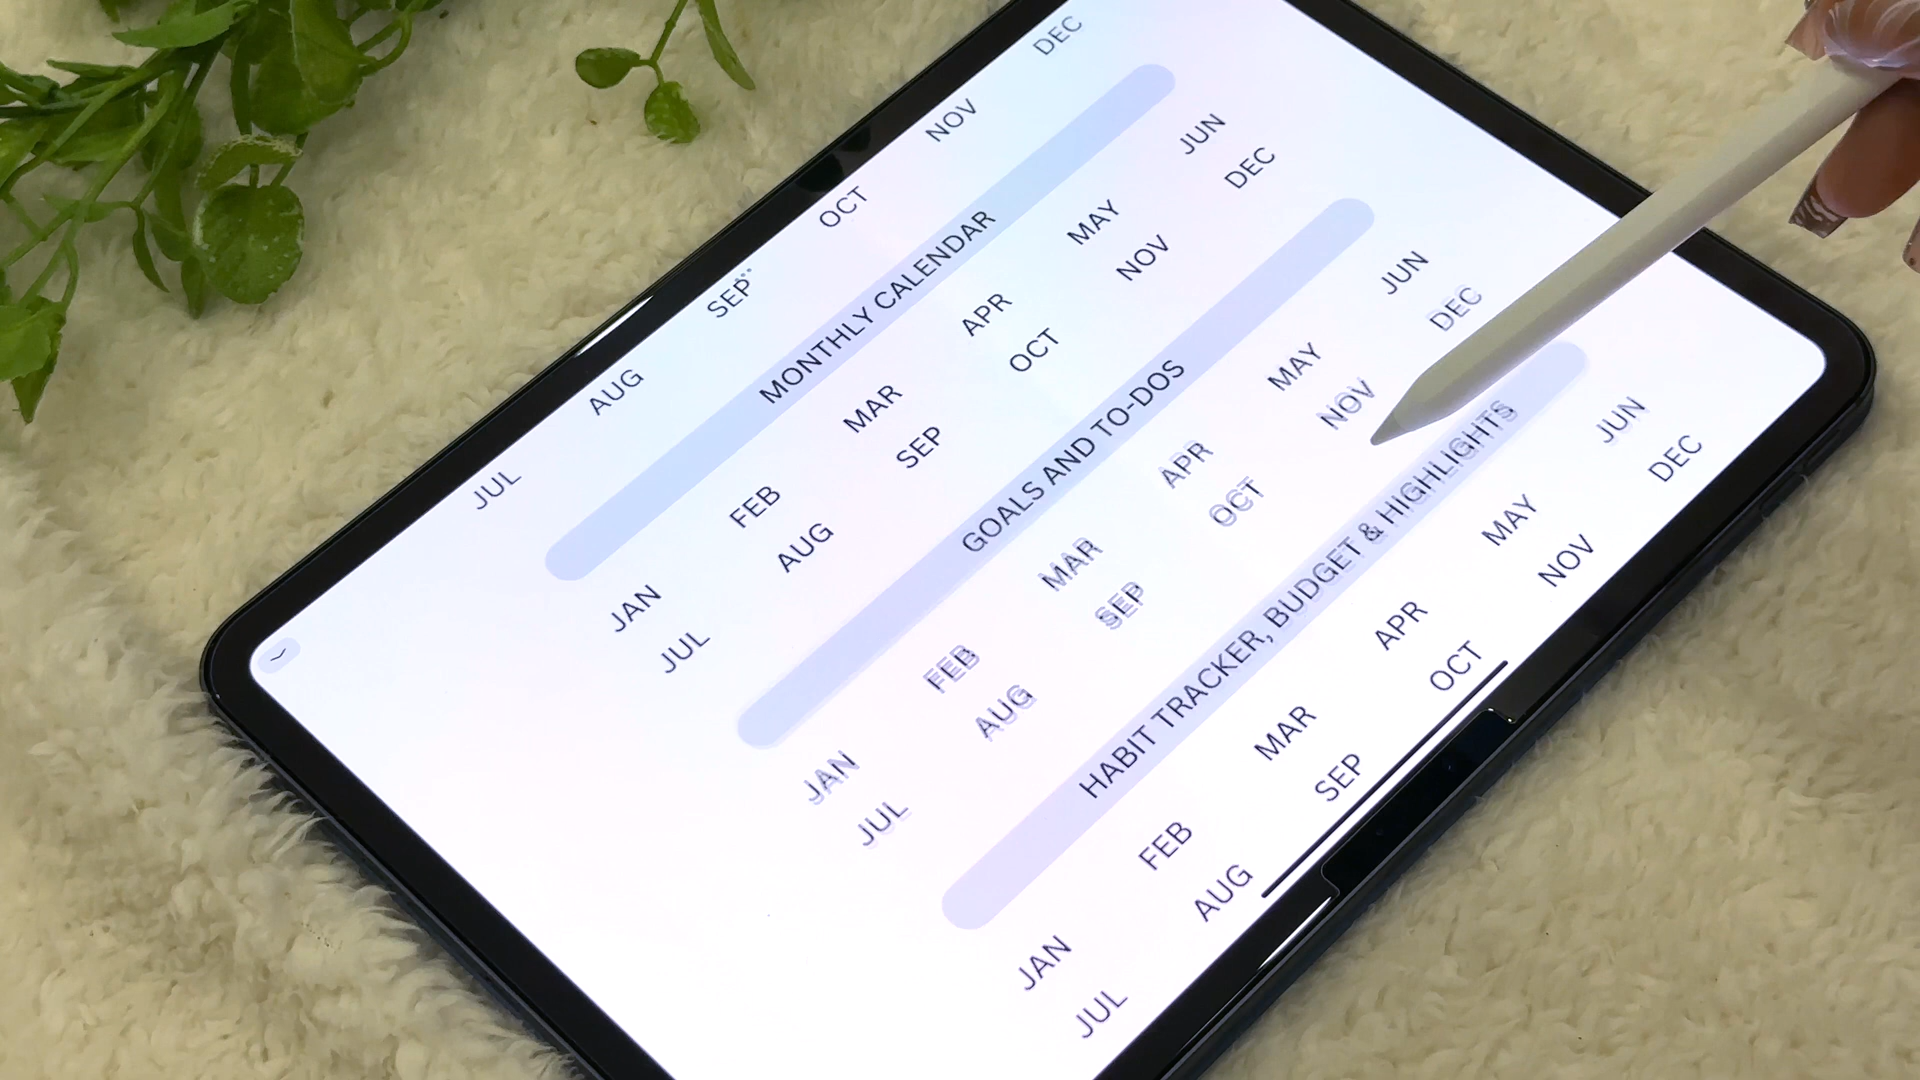 JUL AUG SEP OCT NOV DEC
MONTHLY CALENDAR
JAN FEB MAR APR MAY JUN
JUL AUG SEP OCT NOV DEC
GOALS AND TO-DOS
JAN FEB MAR APR MAY JUN
JUL AUG SEP OCT NOV DEC
HABIT TRACKER, BUDGET & HIGHLIGHTS
JAN FEB MAR APR MAY JUN
JUL AUG SEP OCT NOV DEC